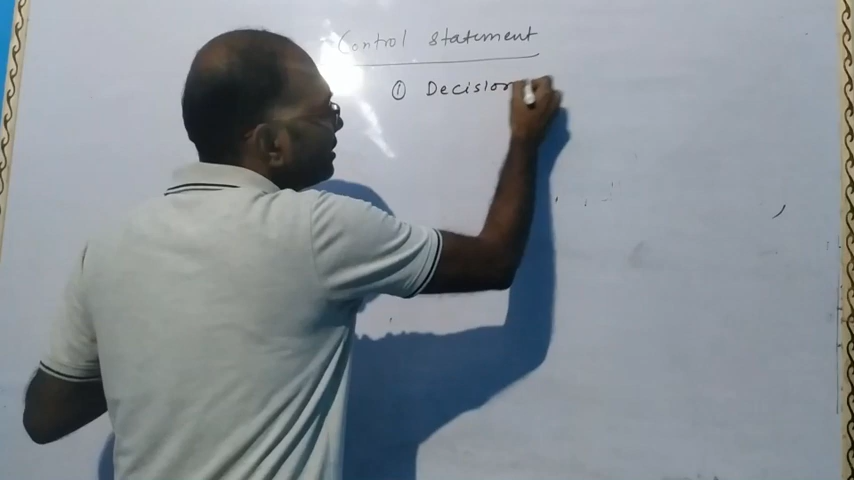 Control statement
① Decision